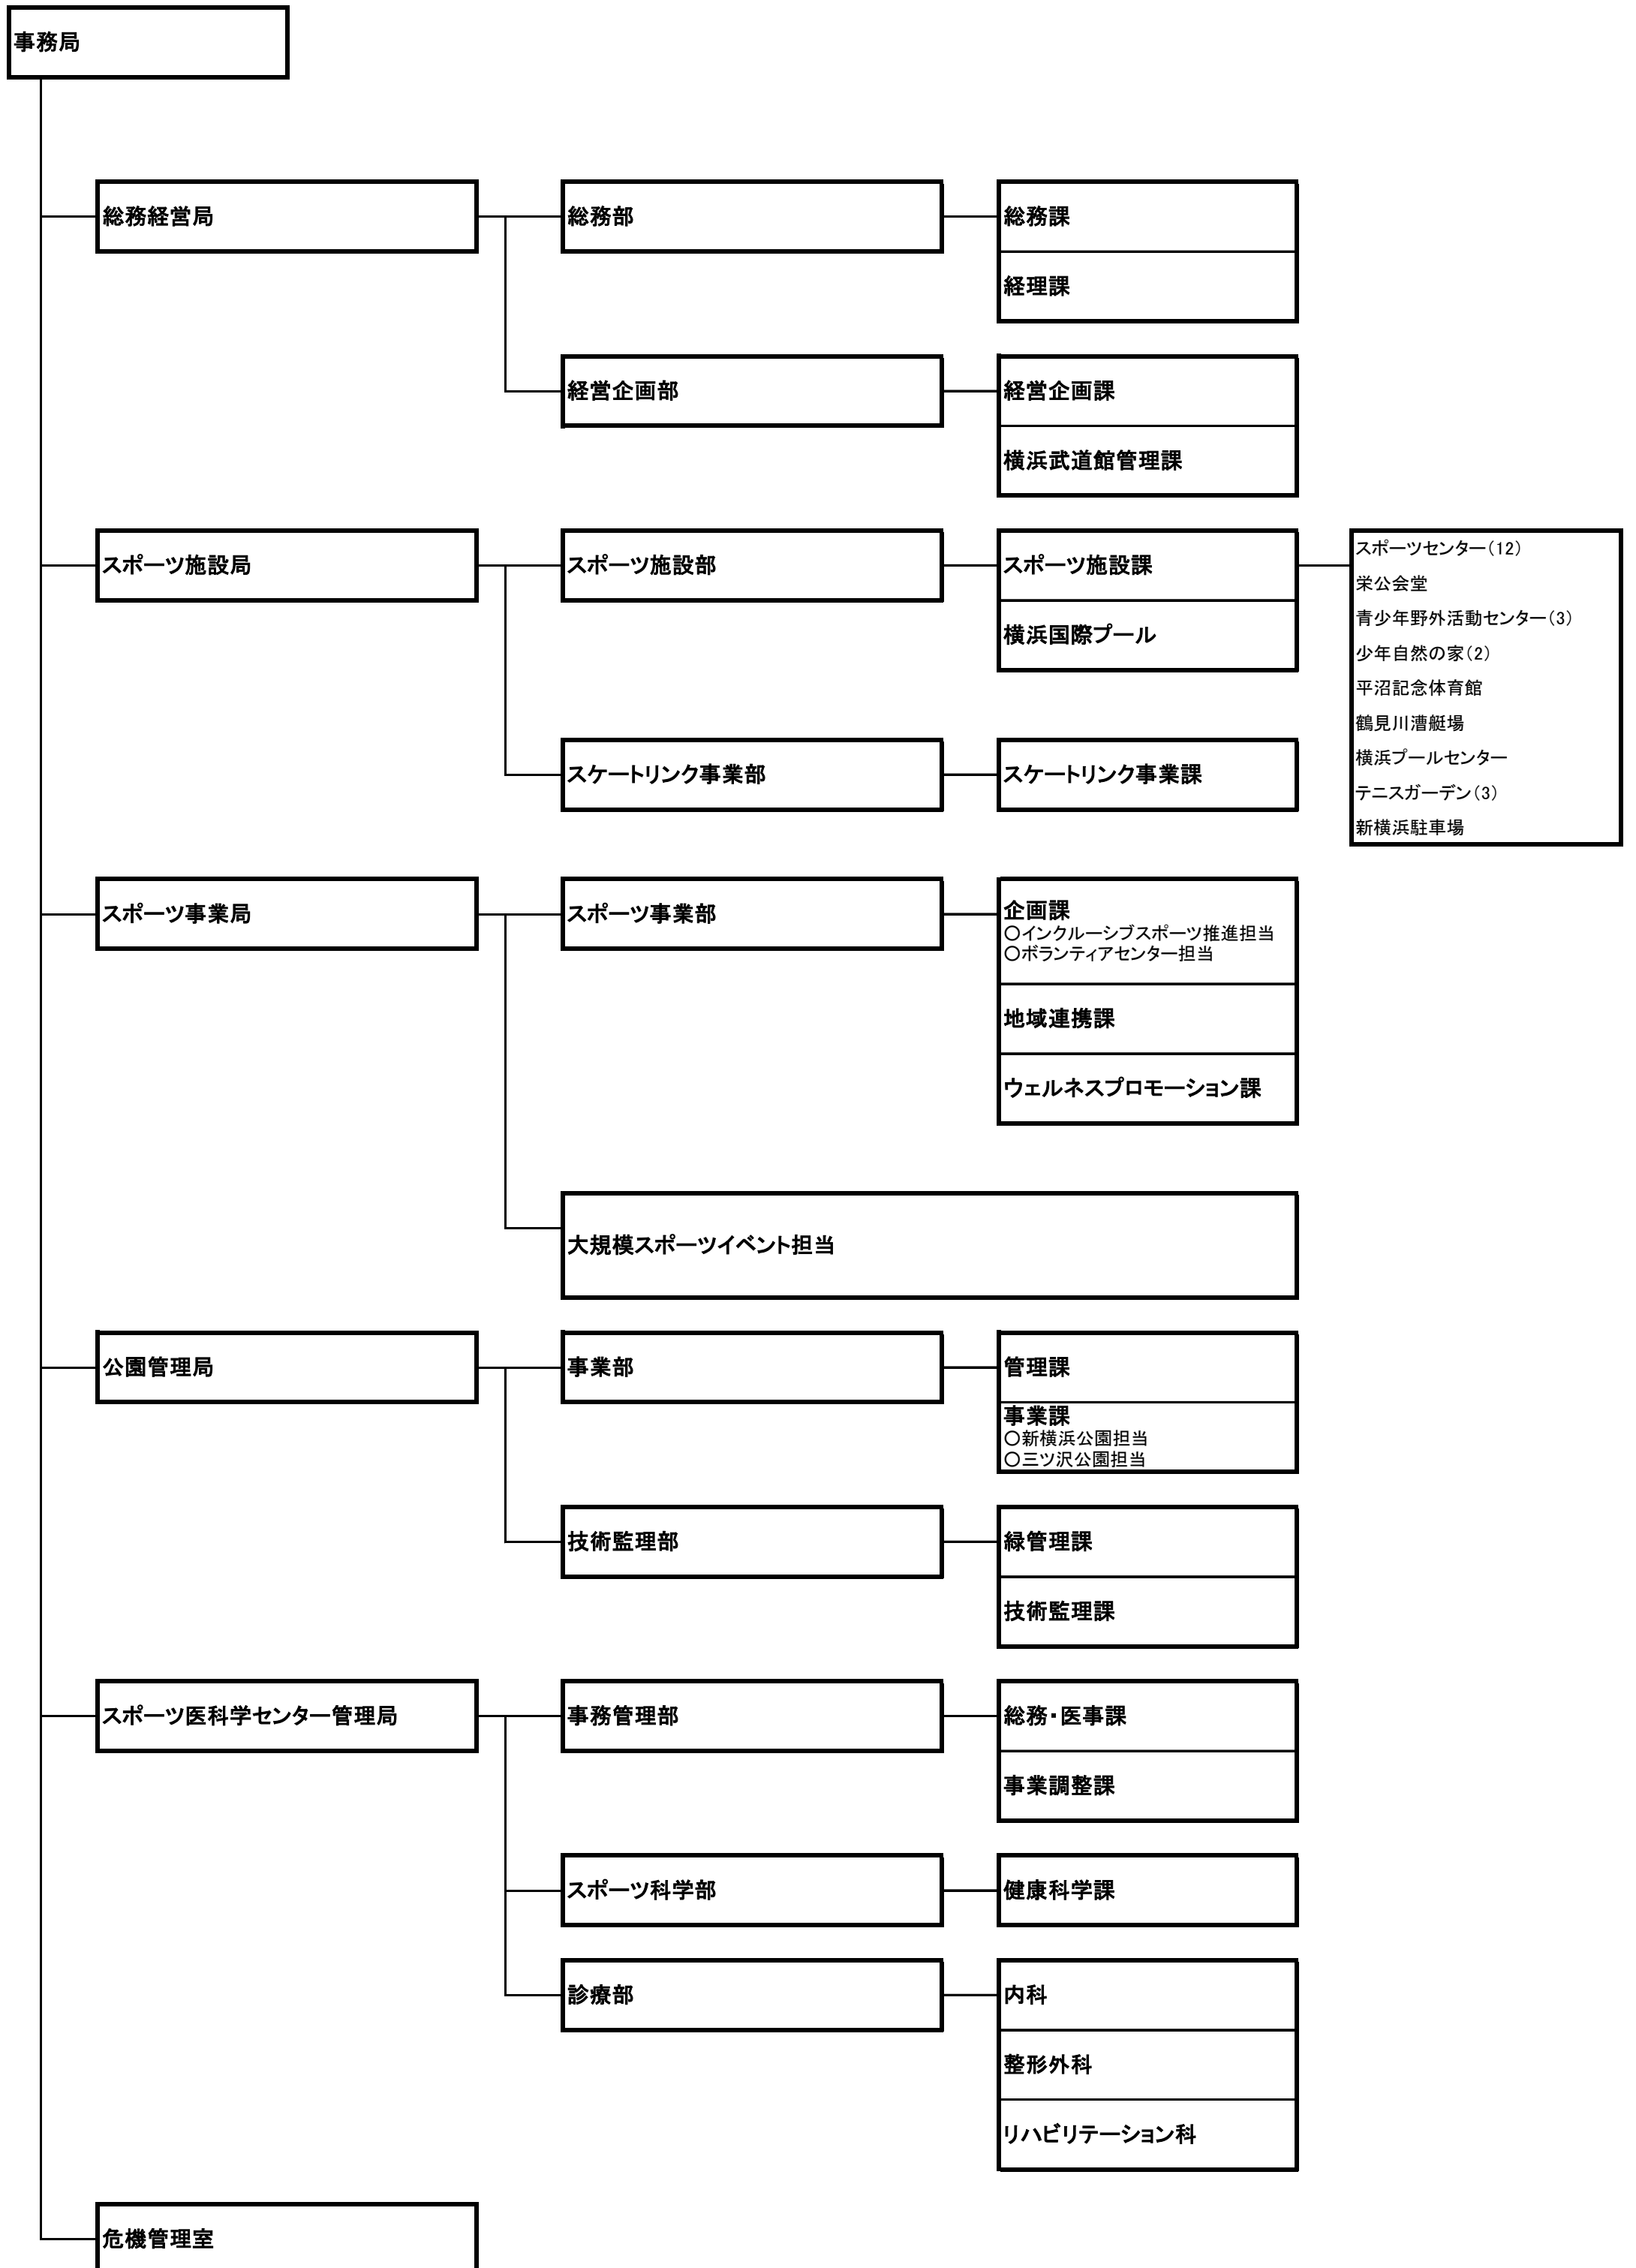 事務局
総務経営局
総務部
総務課
経理課
経営企画部
経営企画課
横浜武道館管理課
スポーツ施設局
スポーツ施設部
スポーツ施設課
横浜国際プール
スポーツセンター(12)
栄公会堂
青少年野外活動センター(3)
少年自然の家(2)
平沼記念体育館
鶴見川漕艇場
横浜プールセンター
テニスガーデン(3)
新横浜駐車場
スケートリンク事業部
スケートリンク事業課
スポーツ事業局
スポーツ事業部
企画課
○インクルーシブスポーツ推進担当
○ボランティアセンター担当
地域連携課
ウェルネスプロモーション課
大規模スポーツイベント担当
公園管理局
事業部
管理課
事業課
○新横浜公園担当
○三ツ沢公園担当
技術監理部
緑管理課
技術監理課
スポーツ医科学センター管理局
事務管理部
総務・医事課
事業調整課
スポーツ科学部
健康科学課
診療部
内科
整形外科
リハビリテーション科
危機管理室